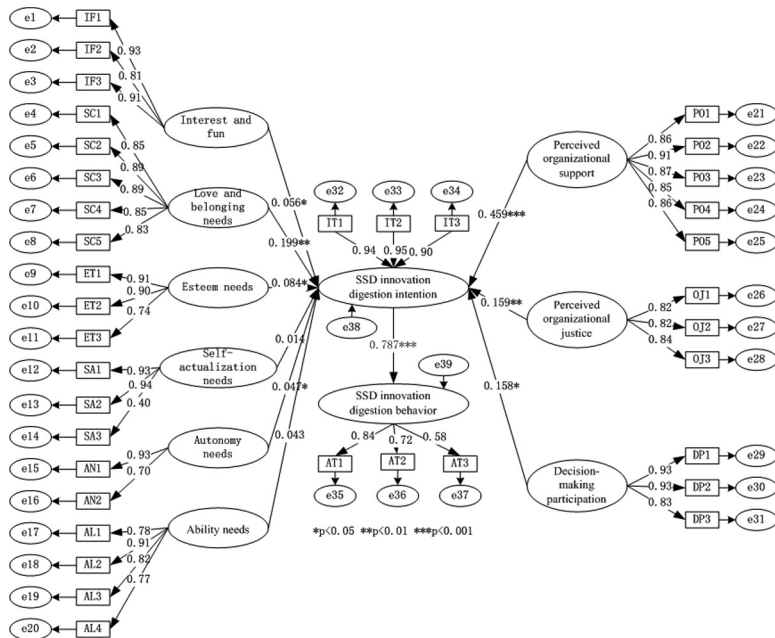 e1
IF1
e2
IF2
e3
IF3
0.93
0.81
0.91
Interest and
fun
e4
SC1
e5
SC2
e6
SC3
e7
SC4
e8
SC5
0.85
0.89
0.89
0.85
0.83
Love and
belonging needs
e9
ET1
e10
ET2
e11
ET3
0.91
0.90
0.74
Esteem needs
e12
SA1
e13
SA2
e14
SA3
0.93
0.94
0.40
Self-
actualization
needs
e15
AN1
e16
AN2
0.93
0.70
Autonomy
needs
e17
AL1
e18
AL2
e19
AL3
e20
AL4
0.78
0.91
0.82
0.77
Ability needs
0.056*
0.199**
0.084*
0.014
0.047*
0.043
e32
e33
e34
IT1
IT2
IT3
0.94
0.95
0.90
SSD innovation
digestion intention
e38
0.787***
e39
SSD innovation
digestion behavior
0.84
0.72
0.58
AT1
AT2
AT3
e35
e36
e37
*p<0.05 **p<0.01 ***p<0.001
0.459***
0.159**
0.158*
Perceived
organizational
support
0.86
0.91
0.87
0.85
0.86
PO1
e21
PO2
e22
PO3
e23
PO4
e24
PO5
e25
Perceived
organizational
justice
0.82
0.82
0.84
OJ1
e26
OJ2
e27
OJ3
e28
Decision-
making
participation
0.93
0.93
0.83
DP1
e29
DP2
e30
DP3
e31